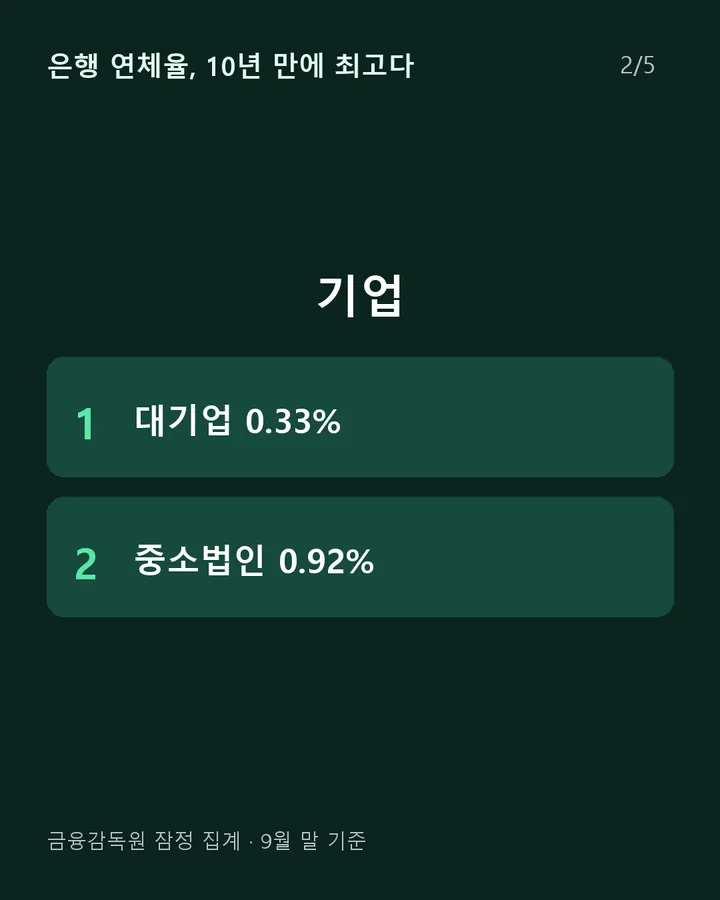 은행 연체율, 10년 만에 최고다
2/5
기업
1 대기업 0.33%
2 중소법인 0.92%
금융감독원 잠정 집계 · 9월 말 기준